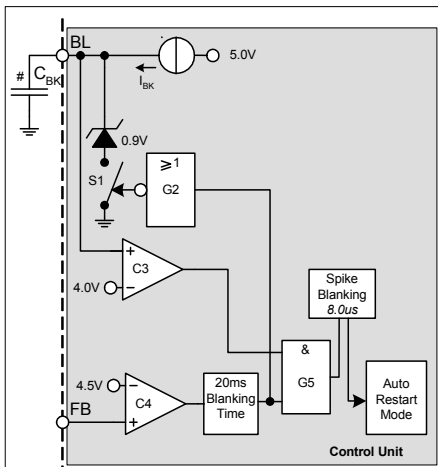 BL
5.0V
#
C_BK
I_BK
0.9V
S1
≥1
G2
+
C3
4.0V
−
Spike
Blanking
8.0us
&
G5
4.5V
−
C4
+
20ms
Blanking
Time
Auto
Restart
Mode
FB
Control Unit